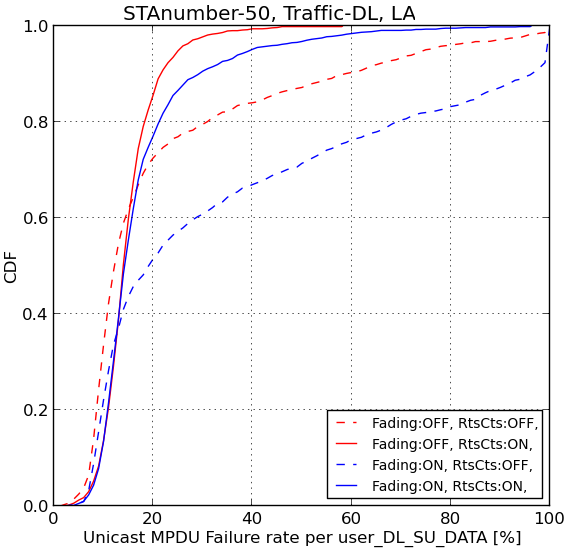 STAnumber-50, Traffic-DL, LA
CDF
1.0
0.8
0.6
0.4
0.2
0.0
0 20 40 60 80 100
Unicast MPDU Failure rate per user_DL_SU_DATA [%]
Fading:OFF, RtsCts:OFF,
Fading:OFF, RtsCts:ON,
Fading:ON, RtsCts:OFF,
Fading:ON, RtsCts:ON,